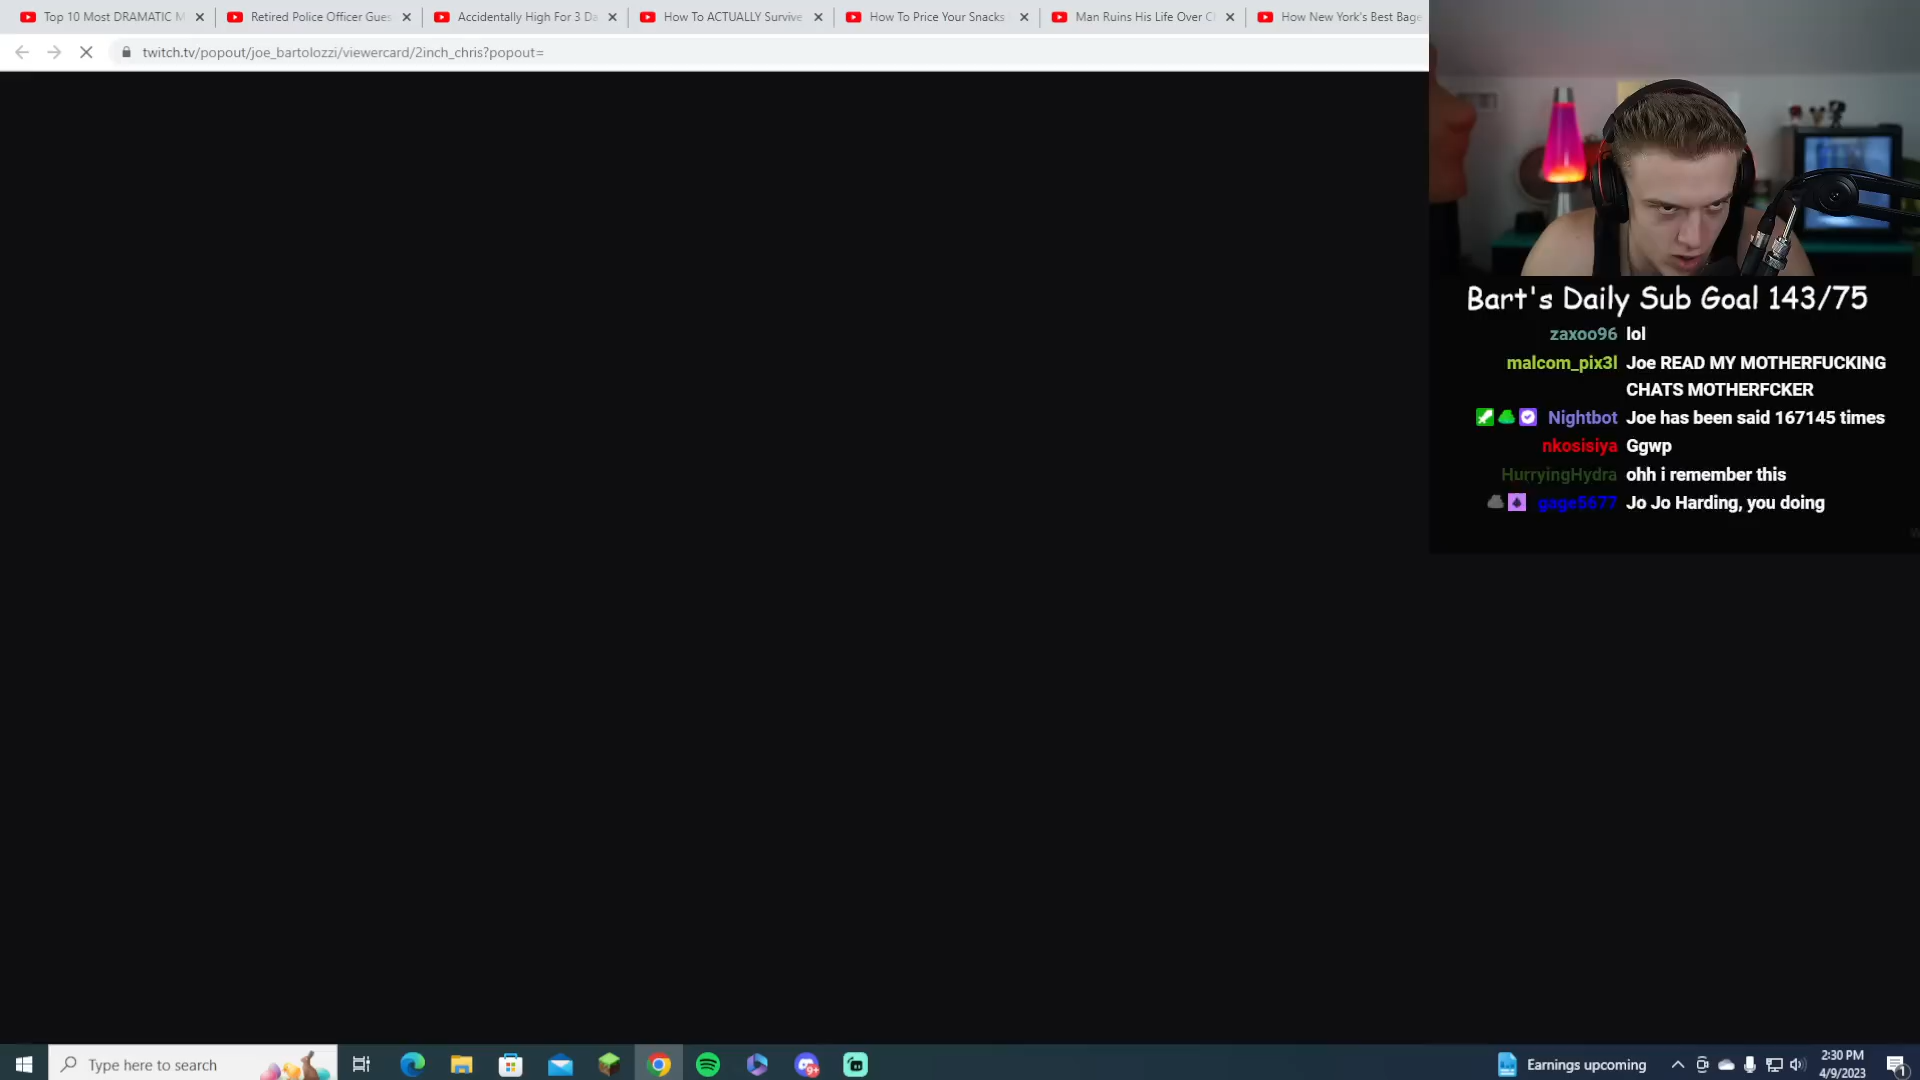 Top 10 Most DRAMATIC M
Retired Police Officer Gues
Accidentally High For 3 Da
How To ACTUALLY Survive
How To Price Your Snacks
Man Ruins His Life Over C
How New York's Best Bage
twitch.tv/popout/joe_bartolozzi/viewercard/2inch_chris?popout=
Bart's Daily Sub Goal 143/75
zaxoo96 lol
malcom_pix3l Joe READ MY MOTHERFUCKING
CHATS MOTHERFCKER
Nightbot Joe has been said 167145 times
nkosisiya Ggwp
HurryingHydra ohh i remember this
gage5677 Jo Jo Harding, you doing
Type here to search
9+
Earnings upcoming
2:30 PM
4/9/2023
1